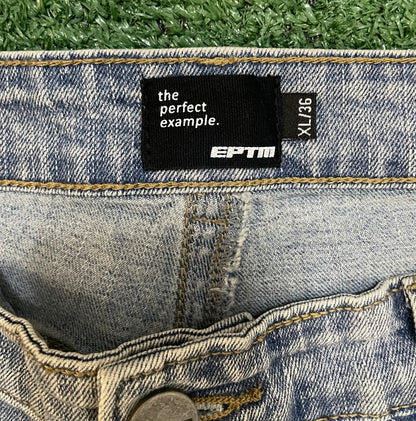 the
perfect
example.
EPTM
XL/36